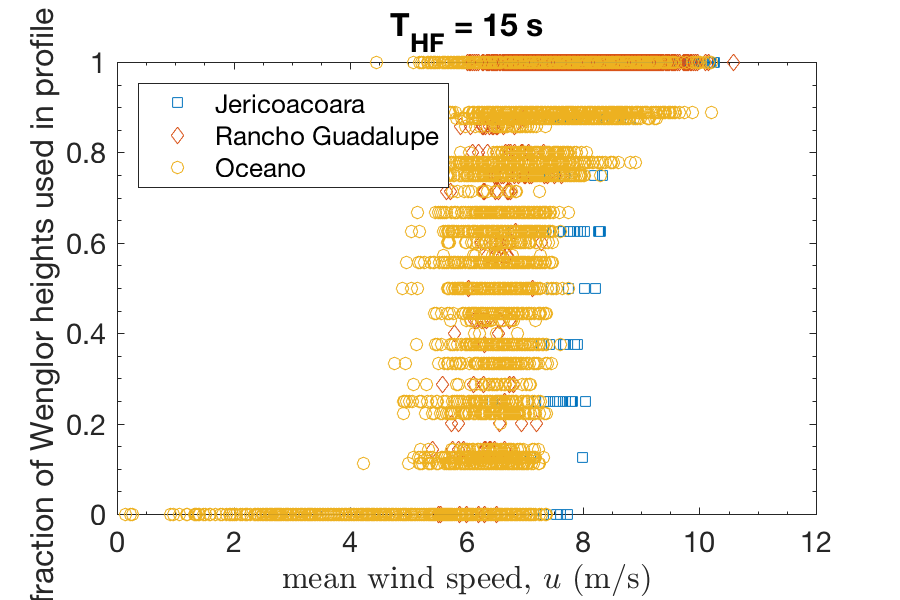 T_HF = 15 s
fraction of Wenglor heights used in profile
1
0.8
0.6
0.4
0.2
0
Jericoacoara
Rancho Guadalupe
Oceano
0 2 4 6 8 10 12
mean wind speed, u (m/s)